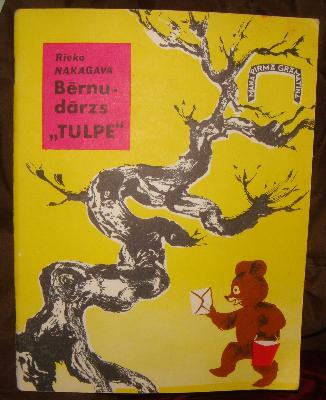 Rieko
NAKAGAVA
Bērnu-
dārzs
„TULPE"
MANA PIRMĀ GRĀMATIŅA